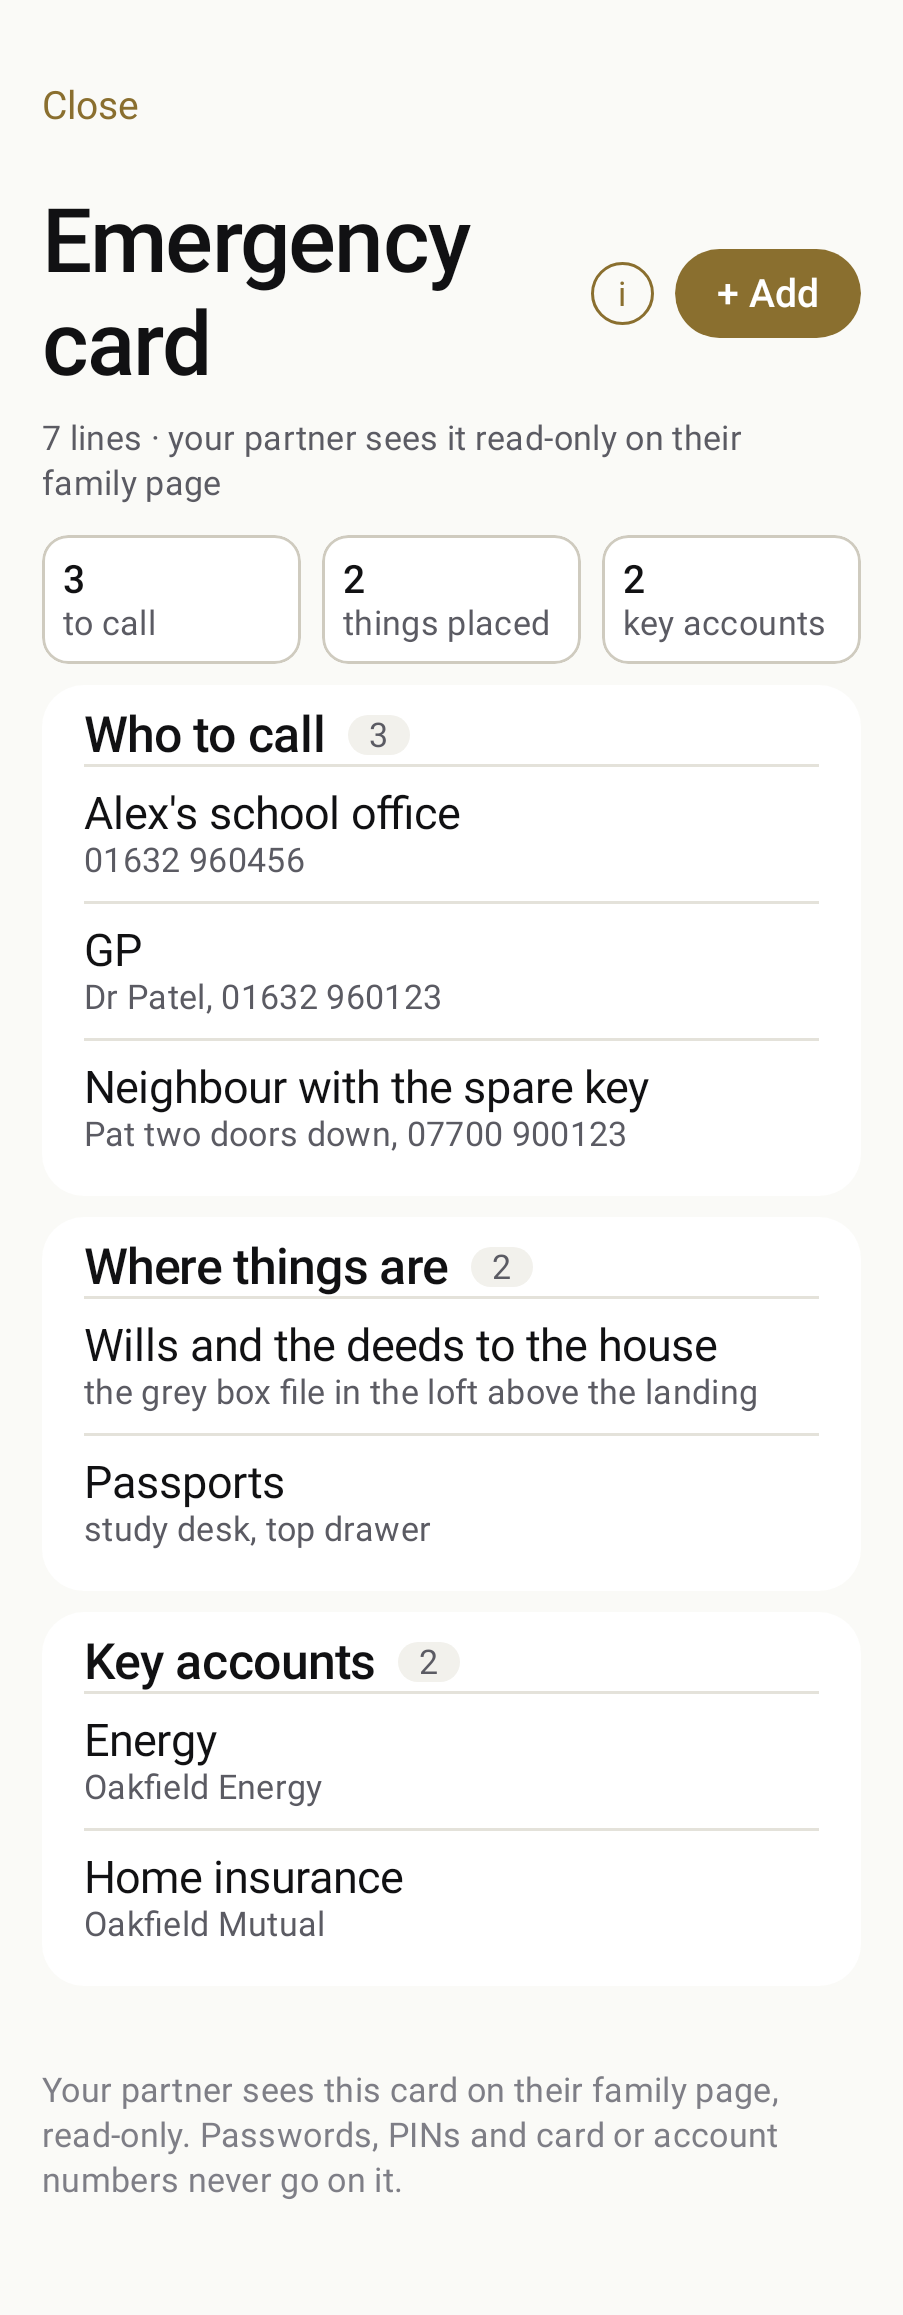 Close
Emergency
card
i
+ Add
7 lines · your partner sees it read-only on their
family page
3
to call
2
things placed
2
key accounts
Who to call 3
Alex's school office
01632 960456
GP
Dr Patel, 01632 960123
Neighbour with the spare key
Pat two doors down, 07700 900123
Where things are 2
Wills and the deeds to the house
the grey box file in the loft above the landing
Passports
study desk, top drawer
Key accounts 2
Energy
Oakfield Energy
Home insurance
Oakfield Mutual
Your partner sees this card on their family page,
read-only. Passwords, PINs and card or account
numbers never go on it.